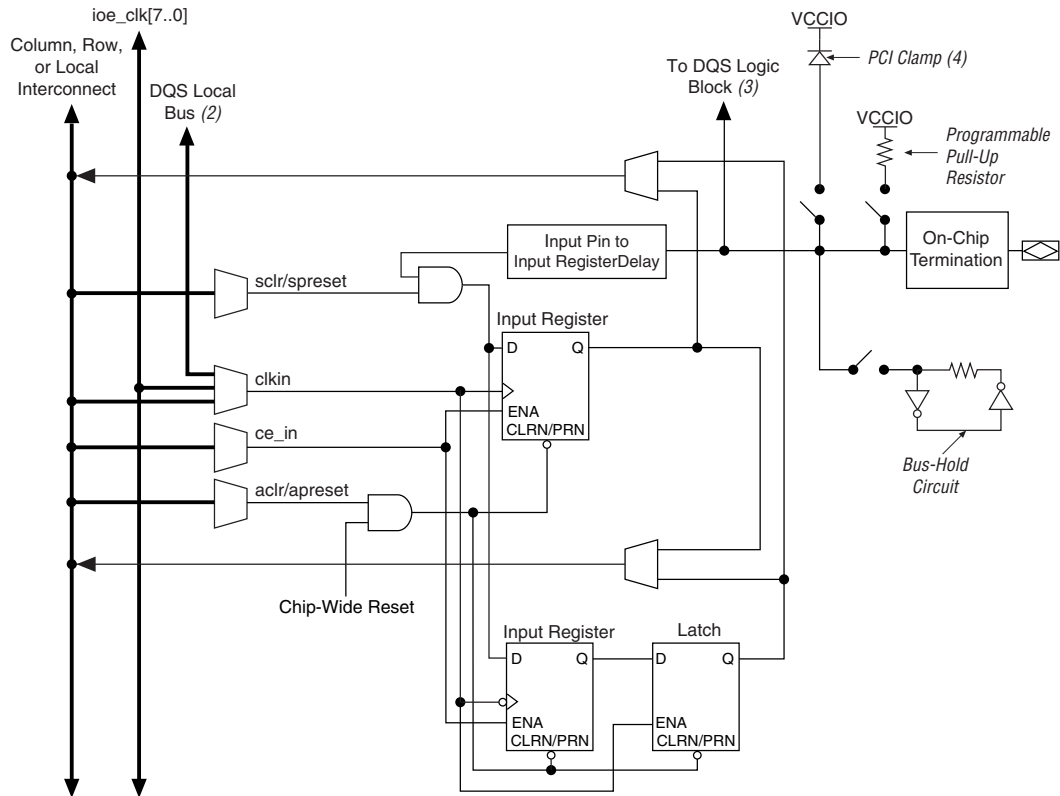 ioe_clk[7..0]
Column, Row,
or Local
Interconnect
DQS Local
Bus (2)
To DQS Logic
Block (3)
VCCIO
PCI Clamp (4)
VCCIO
Programmable
Pull-Up
Resistor
Input Pin to
Input RegisterDelay
On-Chip
Termination
sclr/spreset
Input Register
D
Q
clkin
ENA
CLRN/PRN
ce_in
Bus-Hold
Circuit
aclr/apreset
Chip-Wide Reset
Input Register
D
Q
ENA
CLRN/PRN
Latch
D
Q
ENA
CLRN/PRN